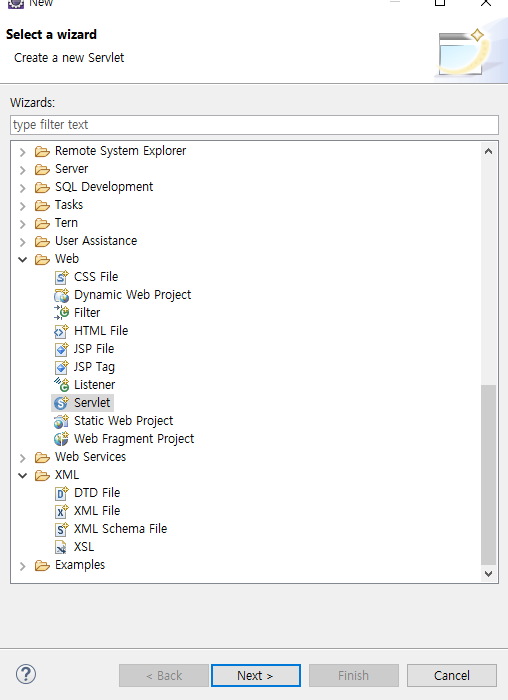 New
Select a wizard
Create a new Servlet
Wizards:
type filter text
Remote System Explorer
Server
SQL Development
Tasks
Tern
User Assistance
Web
CSS File
Dynamic Web Project
Filter
HTML File
JSP File
JSP Tag
Listener
Servlet
Static Web Project
Web Fragment Project
Web Services
XML
DTD File
XML File
XML Schema File
XSL
Examples
< Back Next > Finish Cancel